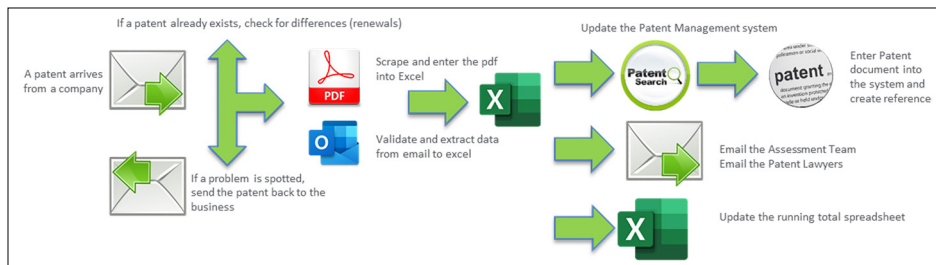 If a patent already exists, check for differences (renewals)
A patent arrives
from a company
If a problem is spotted,
send the patent back to the
business
PDF
Scrape and enter the pdf
into Excel
O
Validate and extract data
from email to excel
X
Update the Patent Management system
Patent
Search
patent
Enter Patent
document into
the system and
create reference
Email the Assessment Team
Email the Patent Lawyers
X
Update the running total spreadsheet